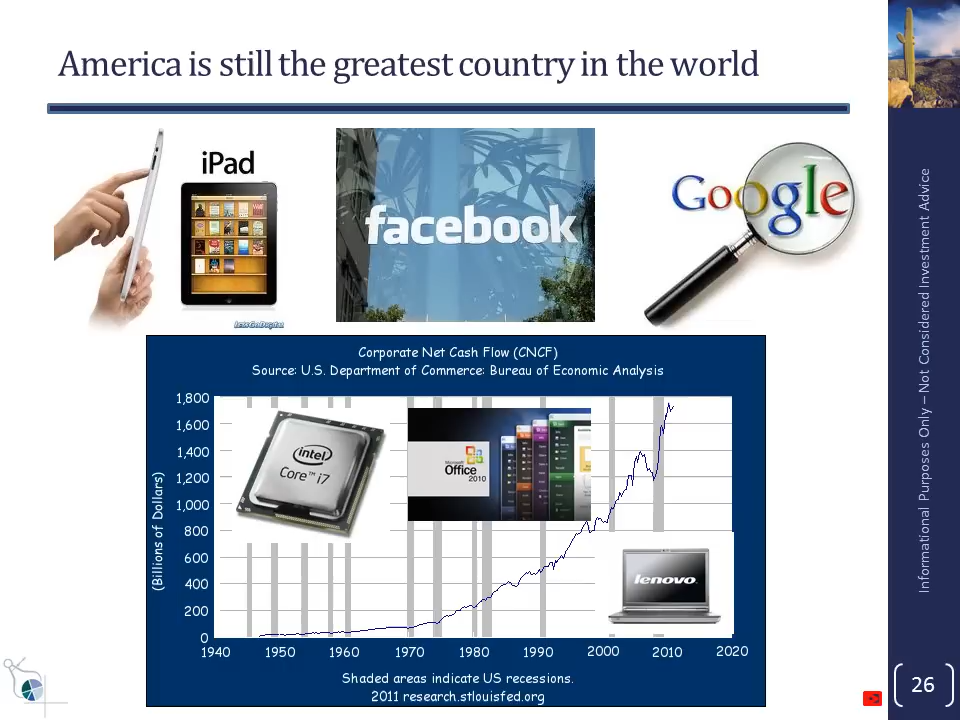 America is still the greatest country in the world
iPad
facebook
Google
Corporate Net Cash Flow (CNCF)
Source: U.S. Department of Commerce: Bureau of Economic Analysis
1,800
1,600
1,400
1,200
1,000
800
600
400
200
0
(Billions of Dollars)
intel
Core™ i7
Microsoft
Office
2010
lenovo
1940 1950 1960 1970 1980 1990 2000 2010 2020
Shaded areas indicate US recessions.
2011 research.stlouisfed.org
Informational Purposes Only – Not Considered Investment Advice
26